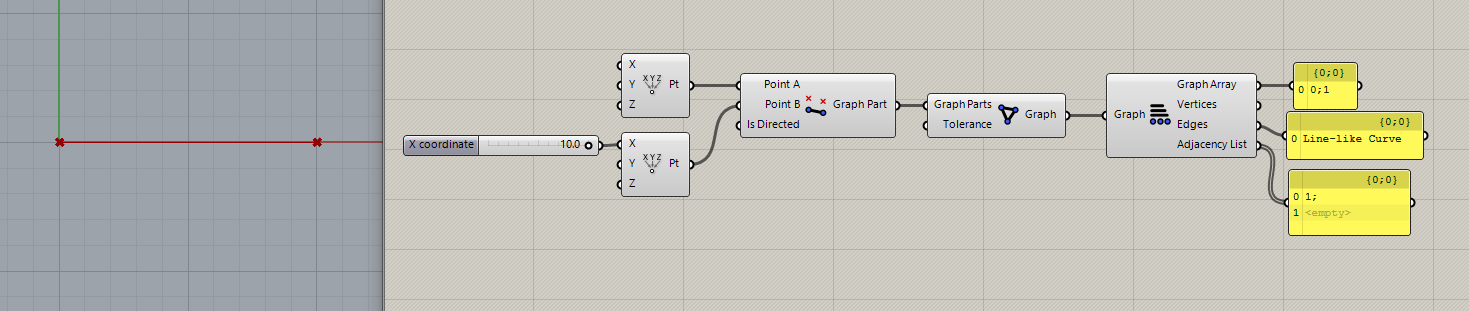 X
Y
Z
XYZ
Pt
X coordinate
10.0
X
Y
Z
XYZ
Pt
Point A
Point B
Is Directed
Graph Part
Graph Parts
Tolerance
Graph
Graph
Graph Array
Vertices
Edges
Adjacency List
{0;0}
0 0;1
{0;0}
0 Line-like Curve
{0;0}
0 1;
1 <empty>